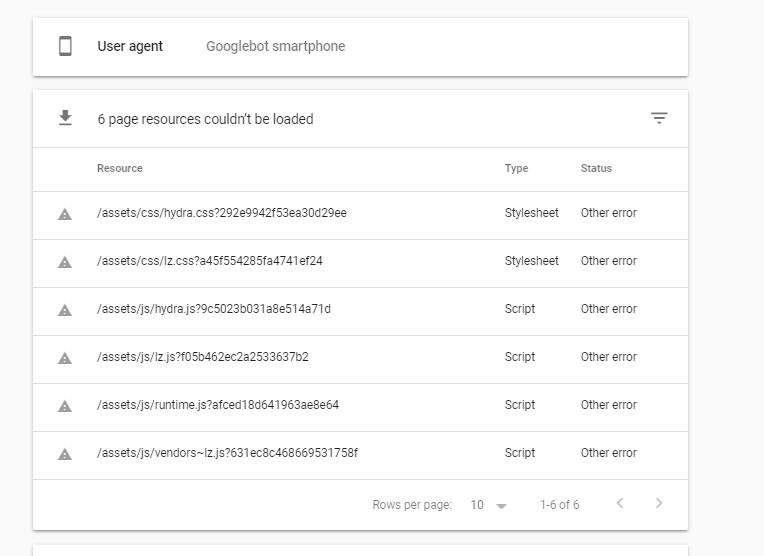 User agent Googlebot smartphone
6 page resources couldn't be loaded
Resource Type Status
/assets/css/hydra.css?292e9942f53ea30d29ee Stylesheet Other error
/assets/css/lz.css?a45f554285fa4741ef24 Stylesheet Other error
/assets/js/hydra.js?9c5023b031a8e514a71d Script Other error
/assets/js/lz.js?f05b462ec2a2533637b2 Script Other error
/assets/js/runtime.js?afced18d641963ae8e64 Script Other error
/assets/js/vendors~lz.js?631ec8c468669531758f Script Other error
Rows per page: 10 1-6 of 6